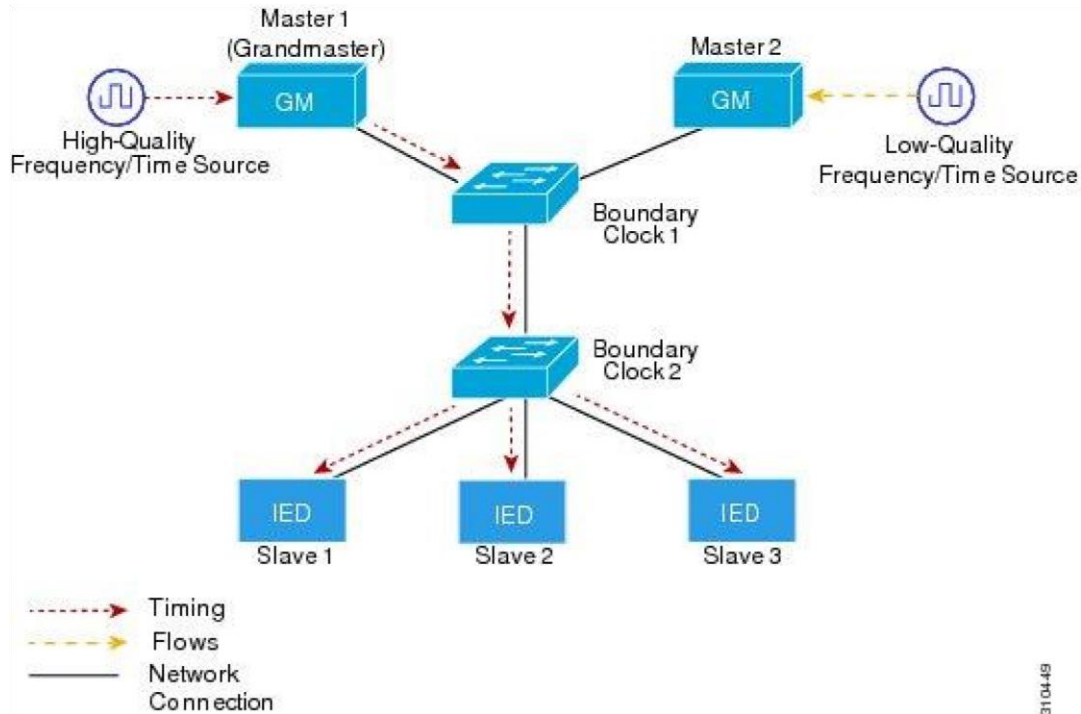 Master 1
(Grandmaster)
Master 2
GM
GM
High-Quality
Frequency/Time Source
Low-Quality
Frequency/Time Source
Boundary
Clock 1
Boundary
Clock 2
IED
IED
IED
Slave 1
Slave 2
Slave 3
Timing
Flows
Network
Connection
310449